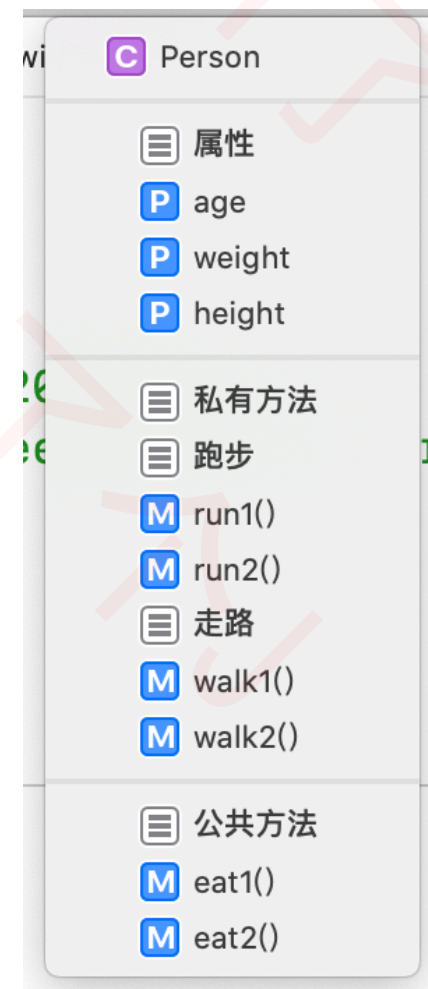 wi
C Person
属性
P age
P weight
P height
私有方法
跑步
M run1()
M run2()
走路
M walk1()
M walk2()
公共方法
M eat1()
M eat2()